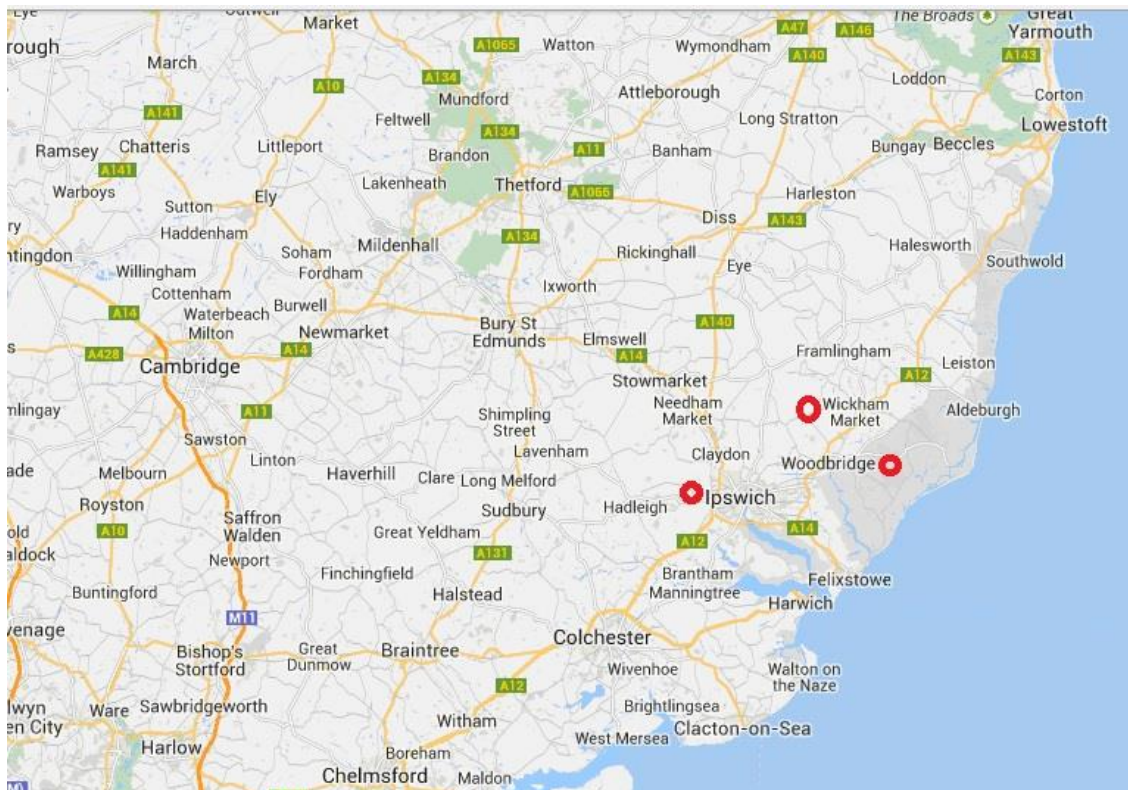 Market
Watton
Wymondham
A47
A146
The Broads
Great
Yarmouth
rough
March
A1065
A134
A10
Mundford
A140
A143
Loddon
Corton
Attleborough
A141
Feltwell
A134
Long Stratton
Lowestoft
Ramsey
Chatteris
Littleport
Brandon
A11
Banham
Bungay
Beccles
A141
Warboys
Lakenheath
Thetford
A1066
Harleston
Ely
Sutton
Diss
A143
Haddenham
Mildenhall
A134
ntingdon
Soham
Rickinghall
Halesworth
Willingham
Fordham
Eye
Southwold
Cottenham
Burwell
Ixworth
A14
Waterbeach
Milton
Newmarket
Bury St
Edmunds
A140
A428
A14
Elmswell
A14
Framlingham
Leiston
Cambridge
Stowmarket
A12
mlingay
A11
Shimpling
Street
Needham
Market
Wickham
Market
Aldeburgh
Sawston
Linton
Lavenham
Claydon
Woodbridge
ade
Melbourn
Haverhill
Clare
Long Melford
Royston
Sudbury
Hadleigh
Ipswich
A10
Saffron
Walden
Great Yeldham
A14
old
aldock
Newport
A131
A12
Finchingfield
Brantham
Felixstowe
Buntingford
Halstead
Manningtree
Harwich
venage
M11
Colchester
Bishop's
Stortford
Great
Dunmow
Braintree
Wivenhoe
Walton on
the Naze
A12
lwyn
en City
Ware
Sawbridgeworth
Witham
Brightlingsea
Clacton-on-Sea
Harlow
Boreham
West Mersea
Chelmsford
Maldon